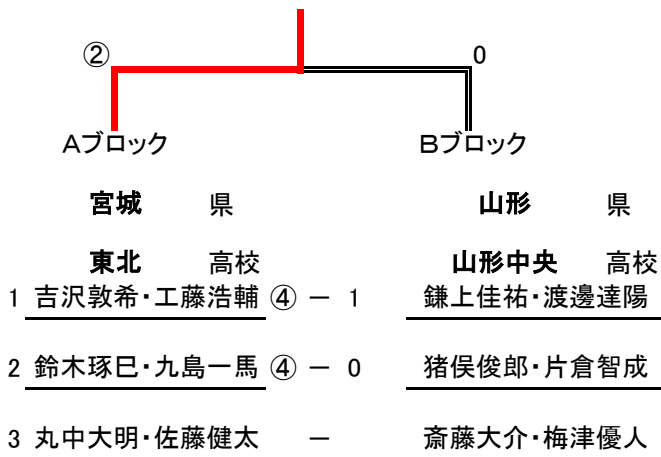 ② 0
Aブロック Bブロック
宮城 県 山形 県
東北 高校 山形中央 高校
1 吉沢敦希・工藤浩輔 ④ － 1 鎌上佳祐・渡邊達陽
2 鈴木琢巳・九島一馬 ④ － 0 猪俣俊郎・片倉智成
3 丸中大明・佐藤健太 － 斎藤大介・梅津優人